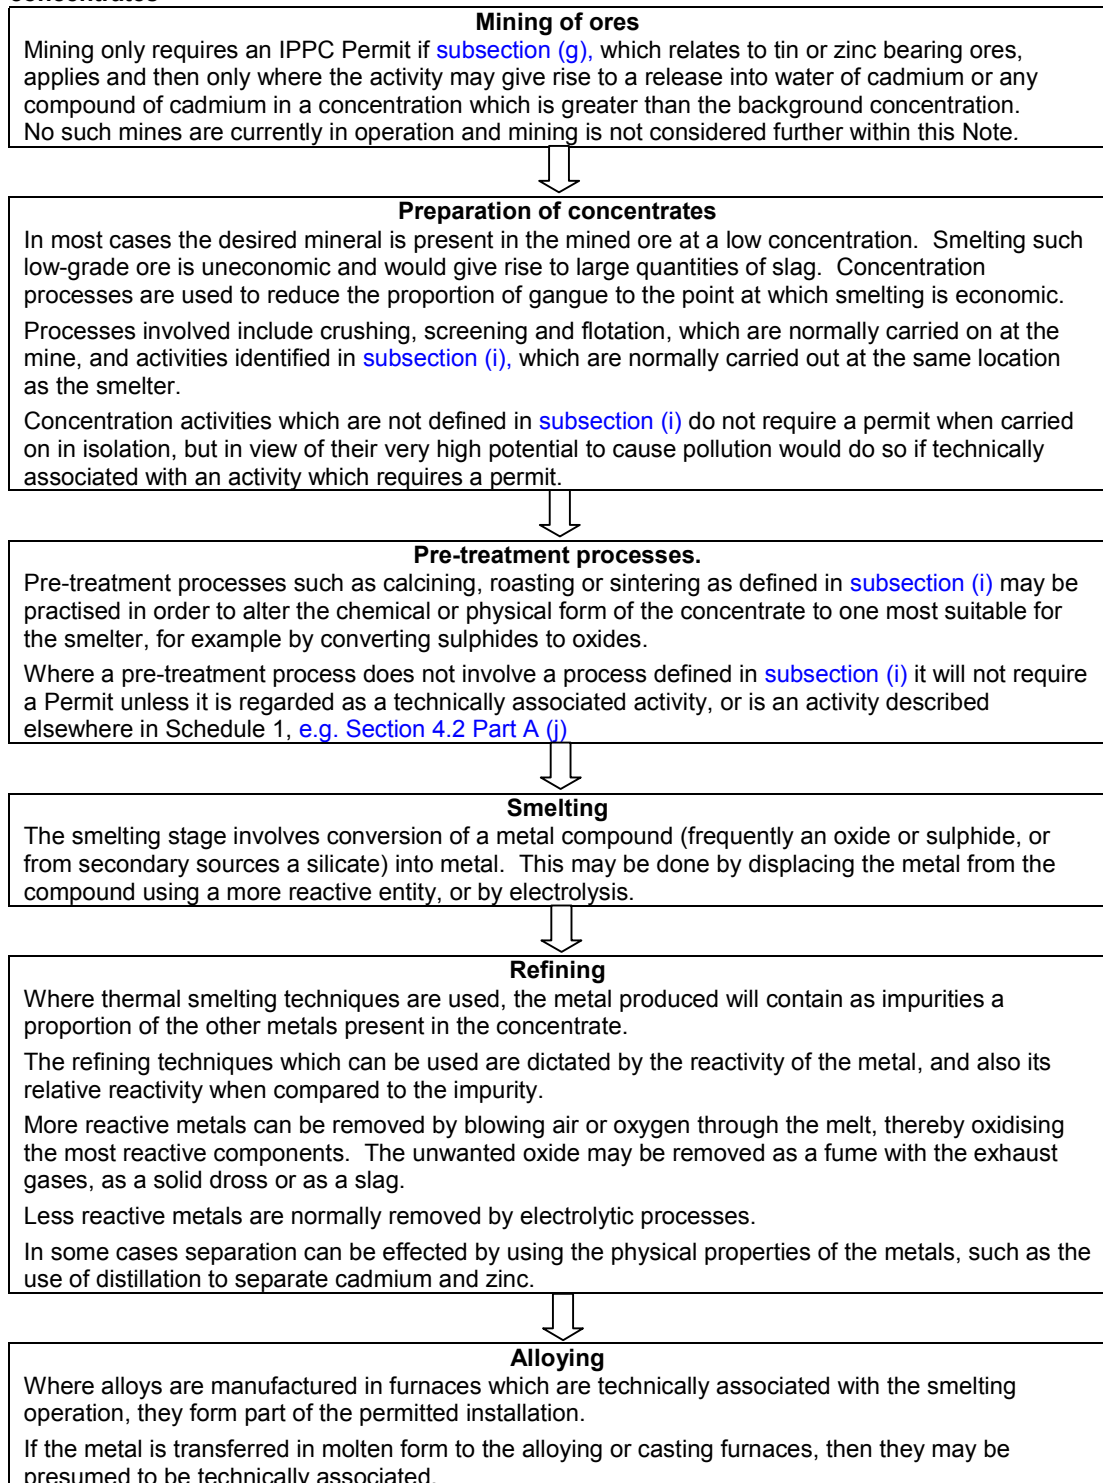 concentrates
Mining of ores
Mining only requires an IPPC Permit if subsection (g), which relates to tin or zinc bearing ores,
applies and then only where the activity may give rise to a release into water of cadmium or any
compound of cadmium in a concentration which is greater than the background concentration.
No such mines are currently in operation and mining is not considered further within this Note.
Preparation of concentrates
In most cases the desired mineral is present in the mined ore at a low concentration. Smelting such
low-grade ore is uneconomic and would give rise to large quantities of slag. Concentration
processes are used to reduce the proportion of gangue to the point at which smelting is economic.
Processes involved include crushing, screening and flotation, which are normally carried on at the
mine, and activities identified in subsection (i), which are normally carried out at the same location
as the smelter.
Concentration activities which are not defined in subsection (i) do not require a permit when carried
on in isolation, but in view of their very high potential to cause pollution would do so if technically
associated with an activity which requires a permit.
Pre-treatment processes.
Pre-treatment processes such as calcining, roasting or sintering as defined in subsection (i) may be
practised in order to alter the chemical or physical form of the concentrate to one most suitable for
the smelter, for example by converting sulphides to oxides.
Where a pre-treatment process does not involve a process defined in subsection (i) it will not require
a Permit unless it is regarded as a technically associated activity, or is an activity described
elsewhere in Schedule 1, e.g. Section 4.2 Part A (j)
Smelting
The smelting stage involves conversion of a metal compound (frequently an oxide or sulphide, or
from secondary sources a silicate) into metal. This may be done by displacing the metal from the
compound using a more reactive entity, or by electrolysis.
Refining
Where thermal smelting techniques are used, the metal produced will contain as impurities a
proportion of the other metals present in the concentrate.
The refining techniques which can be used are dictated by the reactivity of the metal, and also its
relative reactivity when compared to the impurity.
More reactive metals can be removed by blowing air or oxygen through the melt, thereby oxidising
the most reactive components. The unwanted oxide may be removed as a fume with the exhaust
gases, as a solid dross or as a slag.
Less reactive metals are normally removed by electrolytic processes.
In some cases separation can be effected by using the physical properties of the metals, such as the
use of distillation to separate cadmium and zinc.
Alloying
Where alloys are manufactured in furnaces which are technically associated with the smelting
operation, they form part of the permitted installation.
If the metal is transferred in molten form to the alloying or casting furnaces, then they may be
presumed to be technically associated.